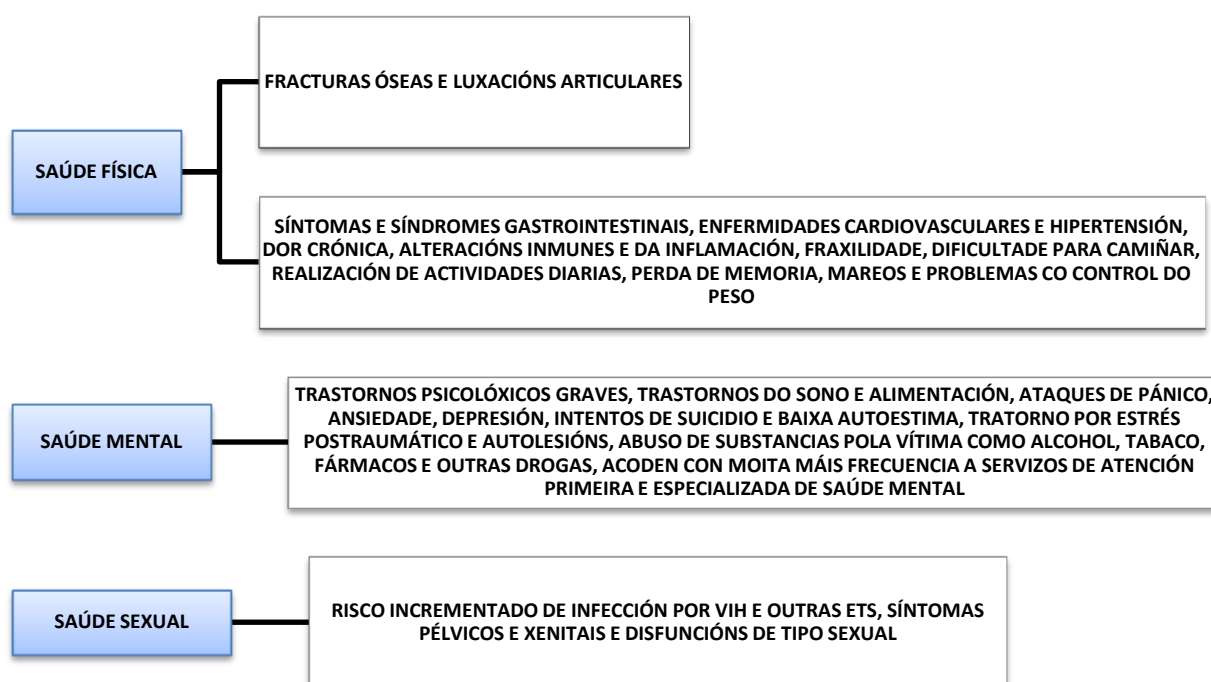 FRACTURAS ÓSEAS E LUXACIÓNS ARTICULARES
SAÚDE FÍSICA
SÍNTOMAS E SÍNDROMES GASTROINTESTINAIS, ENFERMIDADES CARDIOVASCULARES E HIPERTENSIÓN,
DOR CRÓNICA, ALTERACIÓNS INMUNES E DA INFLAMACIÓN, FRAXILIDADE, DIFICULTADE PARA CAMIÑAR,
REALIZACIÓN DE ACTIVIDADES DIARIAS, PERDA DE MEMORIA, MAREOS E PROBLEMAS CO CONTROL DO
PESO
TRASTORNOS PSICOLÓXICOS GRAVES, TRASTORNOS DO SONO E ALIMENTACIÓN, ATAQUES DE PÁNICO,
ANSIEDADE, DEPRESIÓN, INTENTOS DE SUICIDIO E BAIXA AUTOESTIMA, TRATORNO POR ESTRÉS
SAÚDE MENTAL
POSTRAUMÁTICO E AUTOLESIÓNS, ABUSO DE SUBSTANCIAS POLA VÍTIMA COMO ALCOHOL, TABACO,
FÁRMACOS E OUTRAS DROGAS, ACODEN CON MOITA MÁIS FRECUENCIA A SERVIZOS DE ATENCIÓN
PRIMEIRA E ESPECIALIZADA DE SAÚDE MENTAL
SAÚDE SEXUAL
RISCO INCREMENTADO DE INFECCIÓN POR VIH E OUTRAS ETS, SÍNTOMAS
PÉLVICOS E XENITAIS E DISFUNCIÓNS DE TIPO SEXUAL